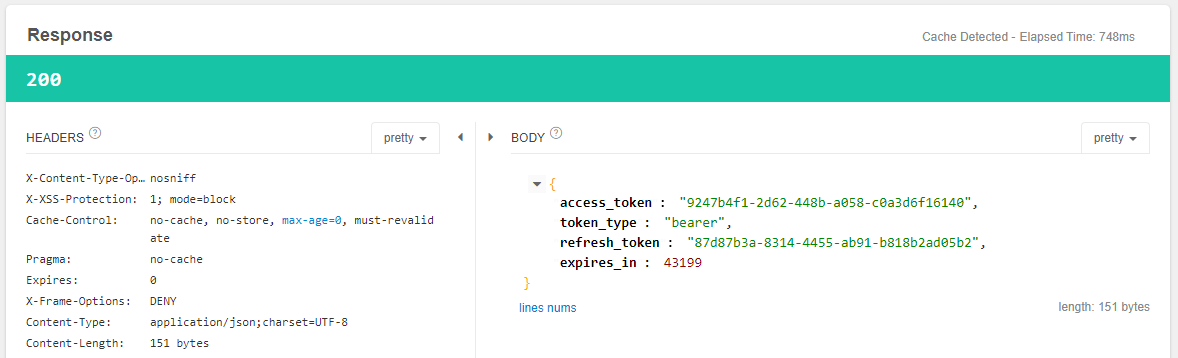 Response
Cache Detected - Elapsed Time: 748ms
200
HEADERS ?
pretty
BODY ?
pretty
X-Content-Type-Op… nosniff
X-XSS-Protection: 1; mode=block
Cache-Control: no-cache, no-store, max-age=0, must-revalid
ate
Pragma: no-cache
Expires: 0
X-Frame-Options: DENY
Content-Type: application/json;charset=UTF-8
Content-Length: 151 bytes
{
access_token : "9247b4f1-2d62-448b-a058-c0a3d6f16140",
token_type : "bearer",
refresh_token : "87d87b3a-8314-4455-ab91-b818b2ad05b2",
expires_in : 43199
}
lines nums
length: 151 bytes